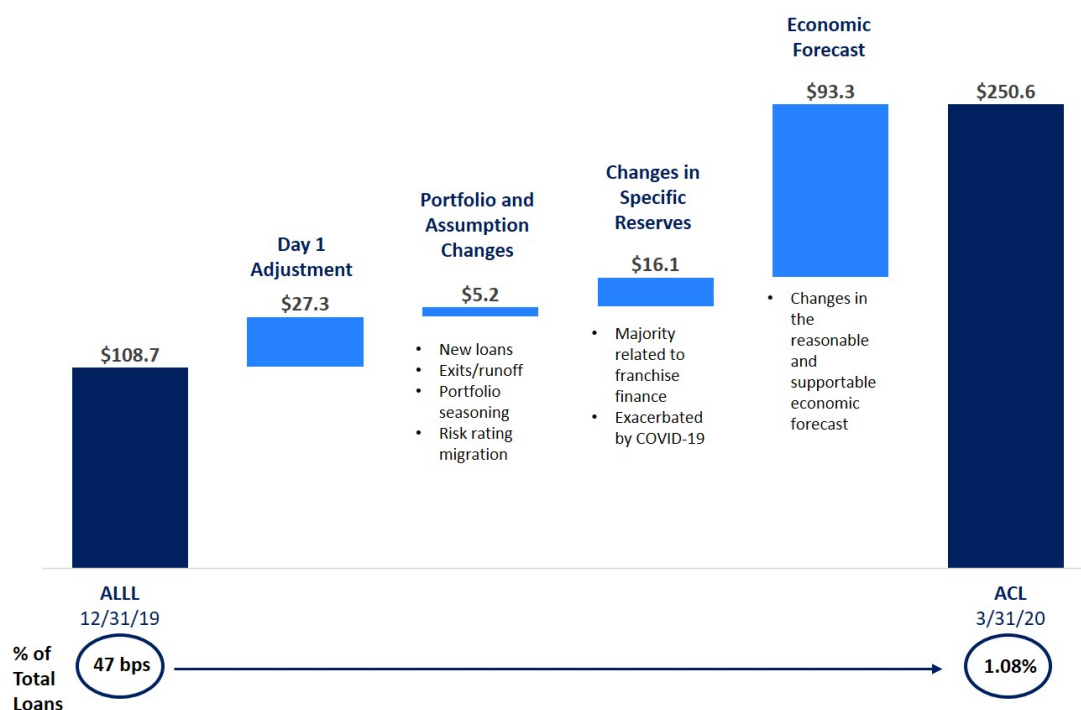 Economic
Forecast
$93.3
$250.6
Changes in
Specific
Reserves
$16.1
Portfolio and
Assumption
Changes
$5.2
Day 1
Adjustment
$27.3
$108.7
• New loans
• Exits/runoff
• Portfolio
seasoning
• Risk rating
migration
• Majority
related to
franchise
finance
• Exacerbated
by COVID-19
• Changes in
the
reasonable
and
supportable
economic
forecast
ALLL
12/31/19
ACL
3/31/20
% of
Total
Loans
47 bps
1.08%